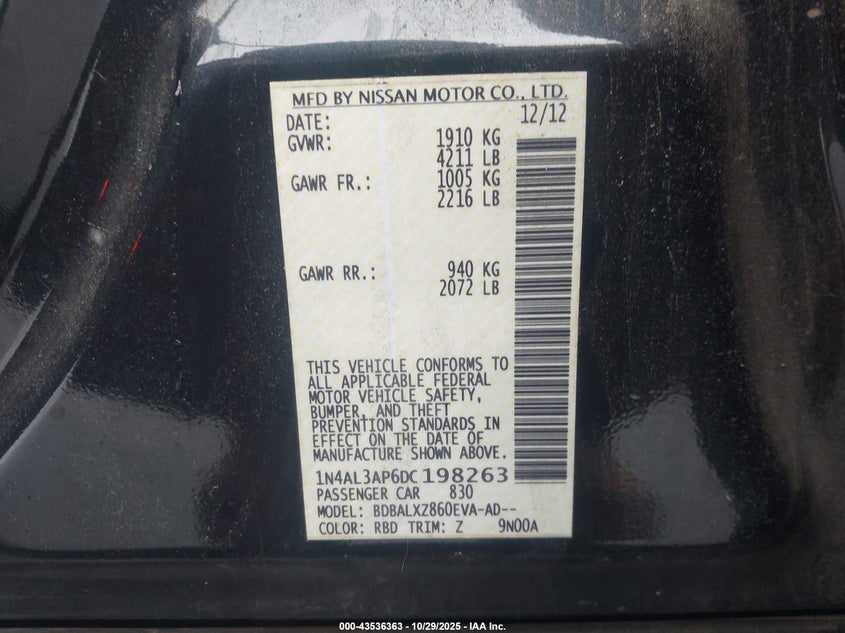 MFD BY NISSAN MOTOR CO., LTD.
DATE: 12/12
GVWR: 1910 KG
4211 LB
GAWR FR.: 1005 KG
2216 LB
GAWR RR.: 940 KG
2072 LB
THIS VEHICLE CONFORMS TO
ALL APPLICABLE FEDERAL
MOTOR VEHICLE SAFETY,
BUMPER, AND THEFT
PREVENTION STANDARDS IN
EFFECT ON THE DATE OF
MANUFACTURE SHOWN ABOVE.
1N4AL3AP6DC198263
PASSENGER CAR 830
MODEL: BDBALXZ860EVA-AD--
COLOR: RBD TRIM: Z 9N00A
000-43536363 | 10/29/2025 - IAA Inc.